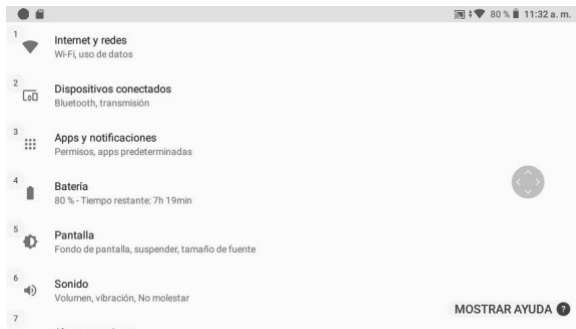 80 % 11:32 a. m.
1
Internet y redes
Wi-Fi, uso de datos
2
Dispositivos conectados
Bluetooth, transmisión
3
Apps y notificaciones
Permisos, apps predeterminadas
4
Batería
80 % - Tiempo restante: 7h 19min
5
Pantalla
Fondo de pantalla, suspender, tamaño de fuente
6
Sonido
Volumen, vibración, No molestar
7
MOSTRAR AYUDA ?